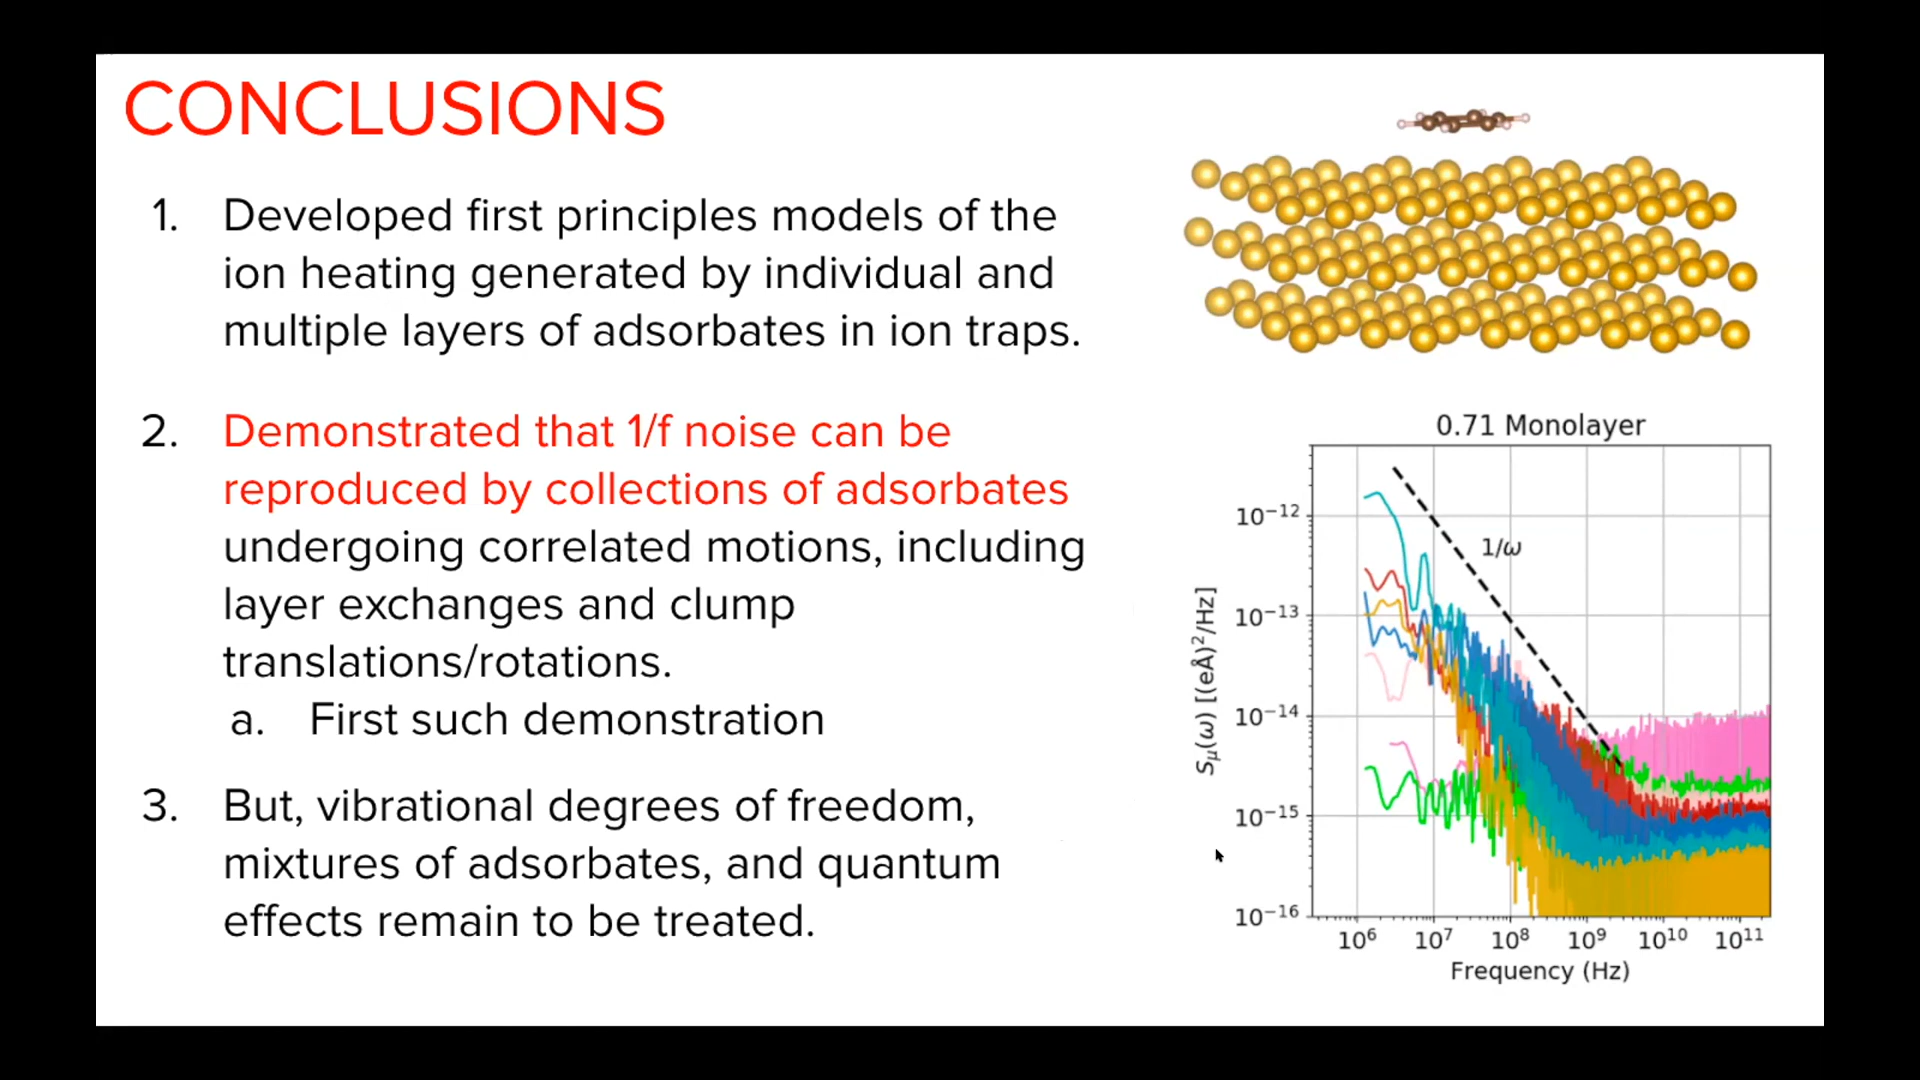 CONCLUSIONS
1. Developed first principles models of the
ion heating generated by individual and
multiple layers of adsorbates in ion traps.
2. Demonstrated that 1/f noise can be
reproduced by collections of adsorbates
undergoing correlated motions, including
layer exchanges and clump
translations/rotations.
a. First such demonstration
3. But, vibrational degrees of freedom,
mixtures of adsorbates, and quantum
effects remain to be treated.
0.71 Monolayer
1/ω
10⁻¹²
10⁻¹³
10⁻¹⁴
10⁻¹⁵
10⁻¹⁶
Sμ(ω) [(eÅ)²/Hz]
10⁶ 10⁷ 10⁸ 10⁹ 10¹⁰ 10¹¹
Frequency (Hz)